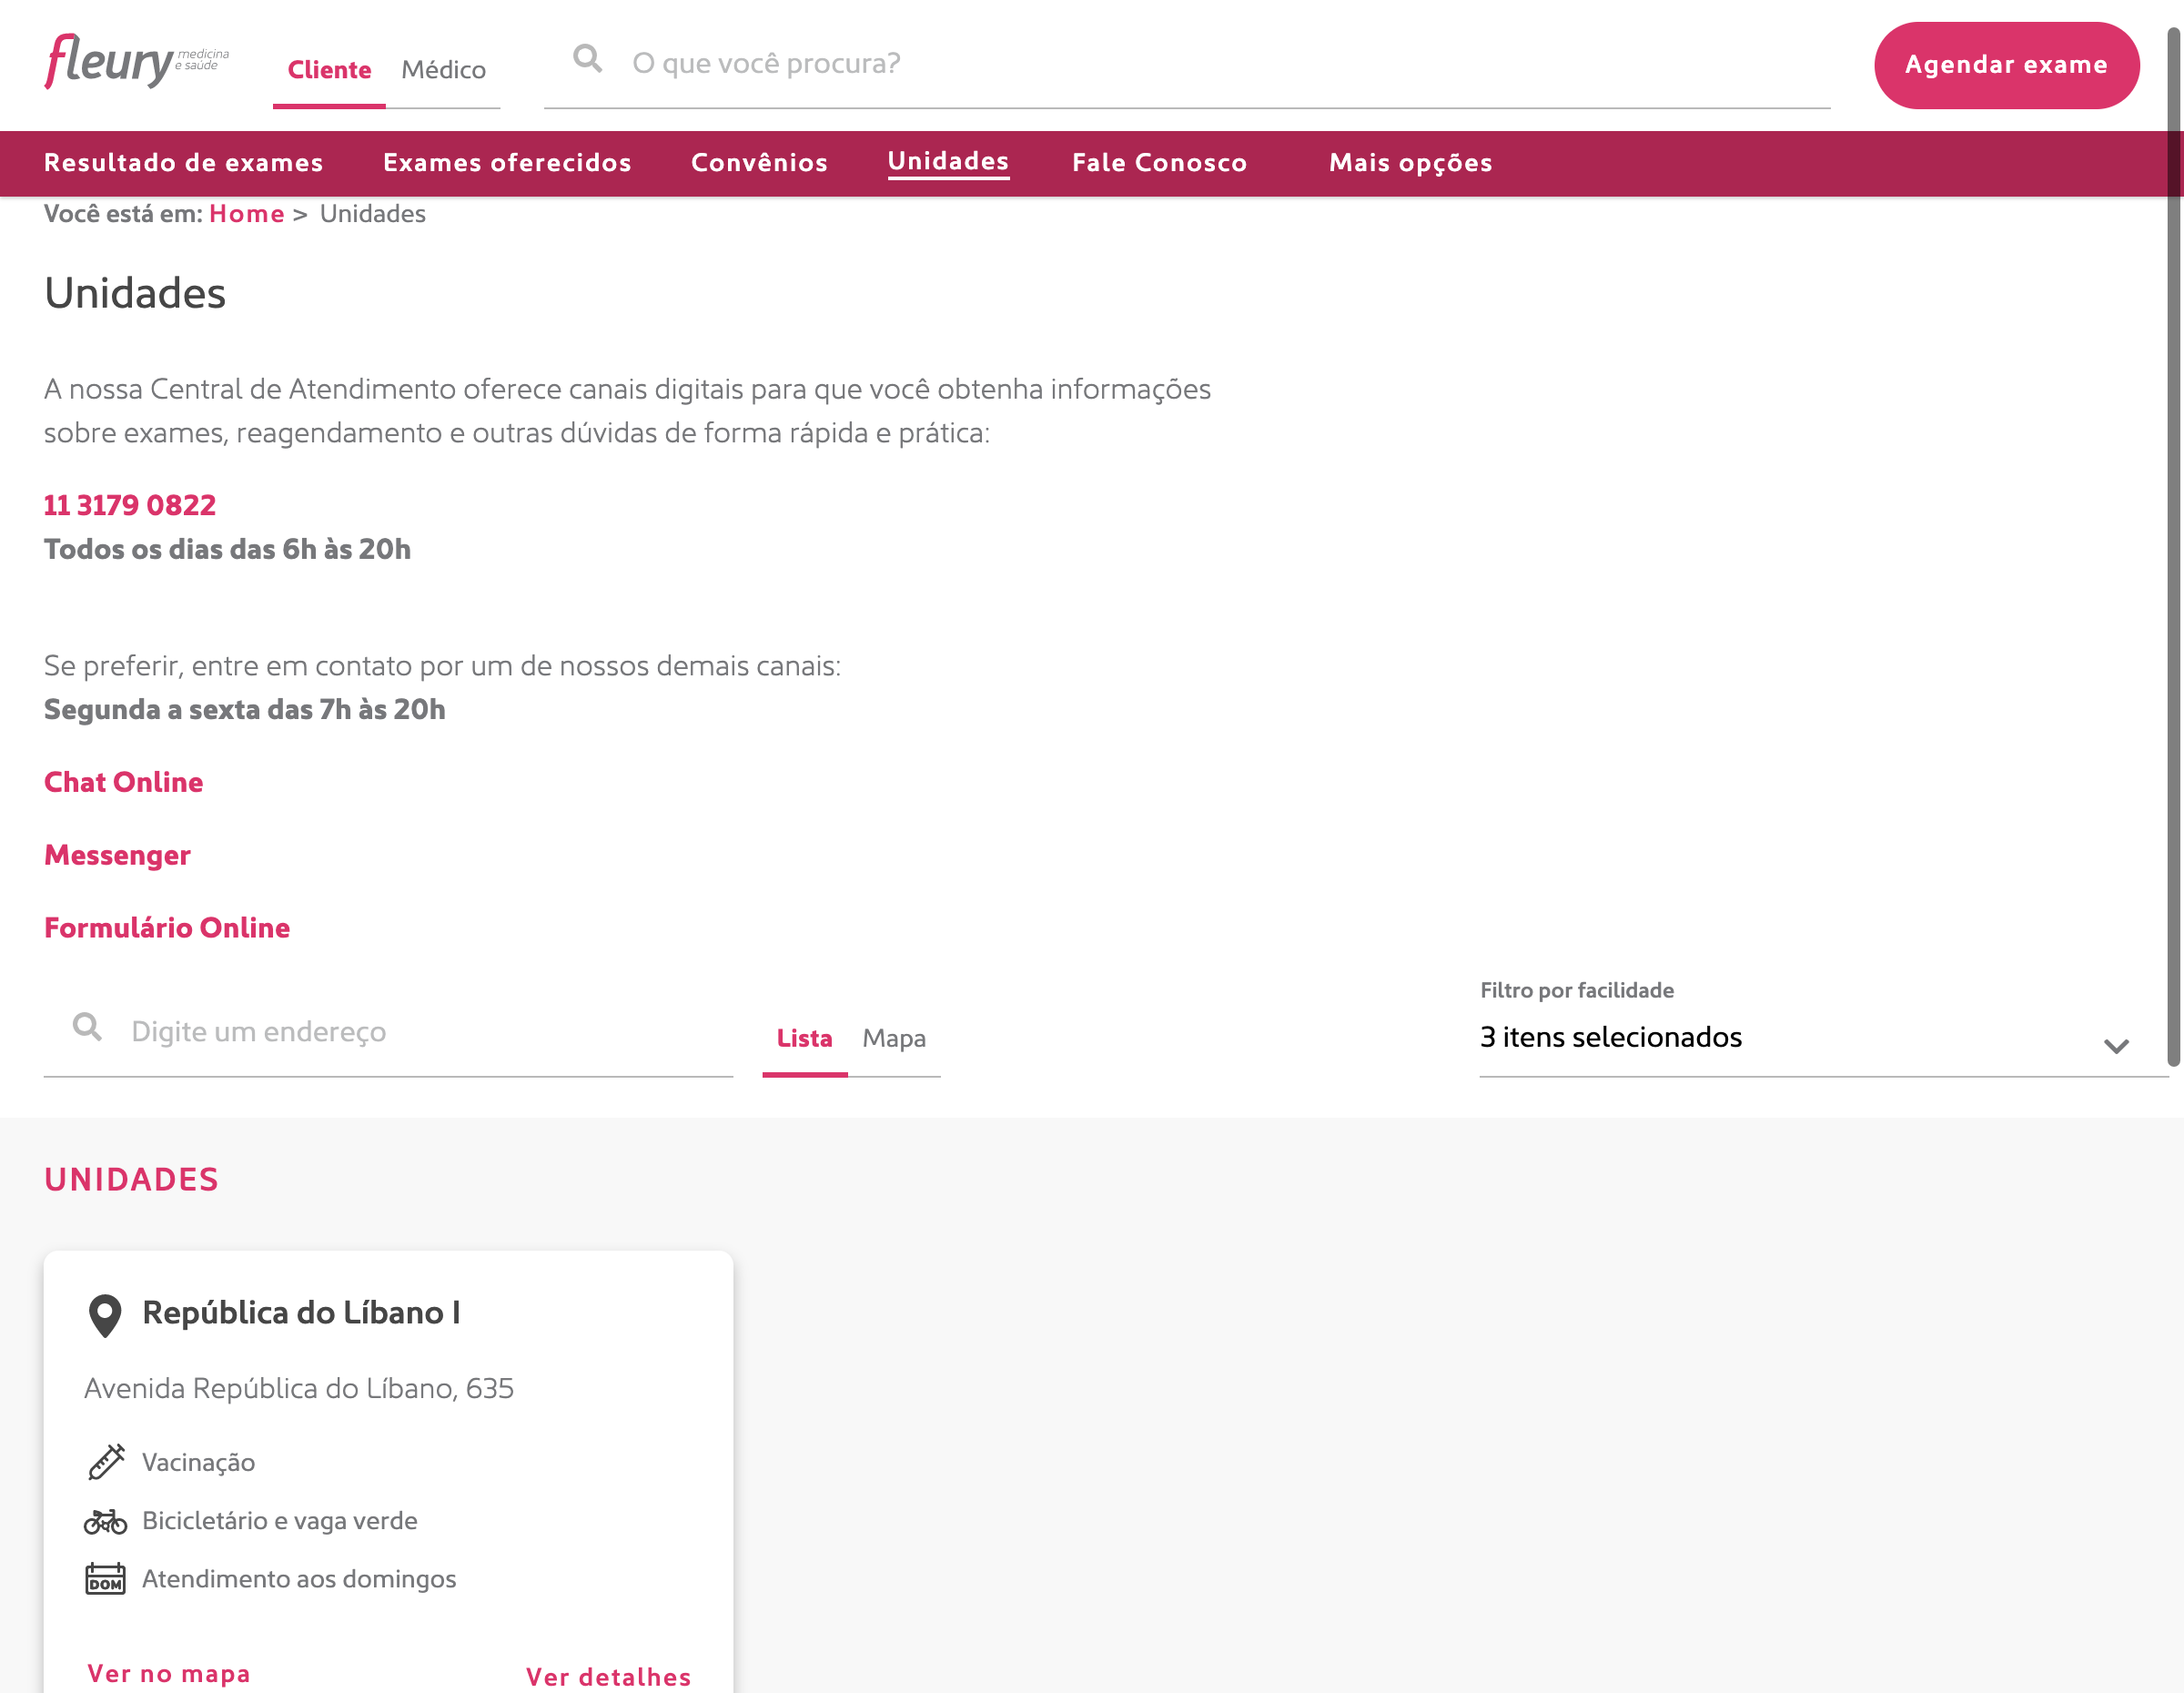 fleury medicina
e saúde
Cliente Médico
O que você procura?
Agendar exame
Resultado de exames Exames oferecidos Convênios Unidades Fale Conosco Mais opções
Você está em: Home > Unidades
Unidades
A nossa Central de Atendimento oferece canais digitais para que você obtenha informações
sobre exames, reagendamento e outras dúvidas de forma rápida e prática:
11 3179 0822
Todos os dias das 6h às 20h
Se preferir, entre em contato por um de nossos demais canais:
Segunda a sexta das 7h às 20h
Chat Online
Messenger
Formulário Online
Digite um endereço
Lista Mapa
Filtro por facilidade
3 itens selecionados
UNIDADES
República do Líbano I
Avenida República do Líbano, 635
Vacinação
Bicicletário e vaga verde
DOM Atendimento aos domingos
Ver no mapa Ver detalhes